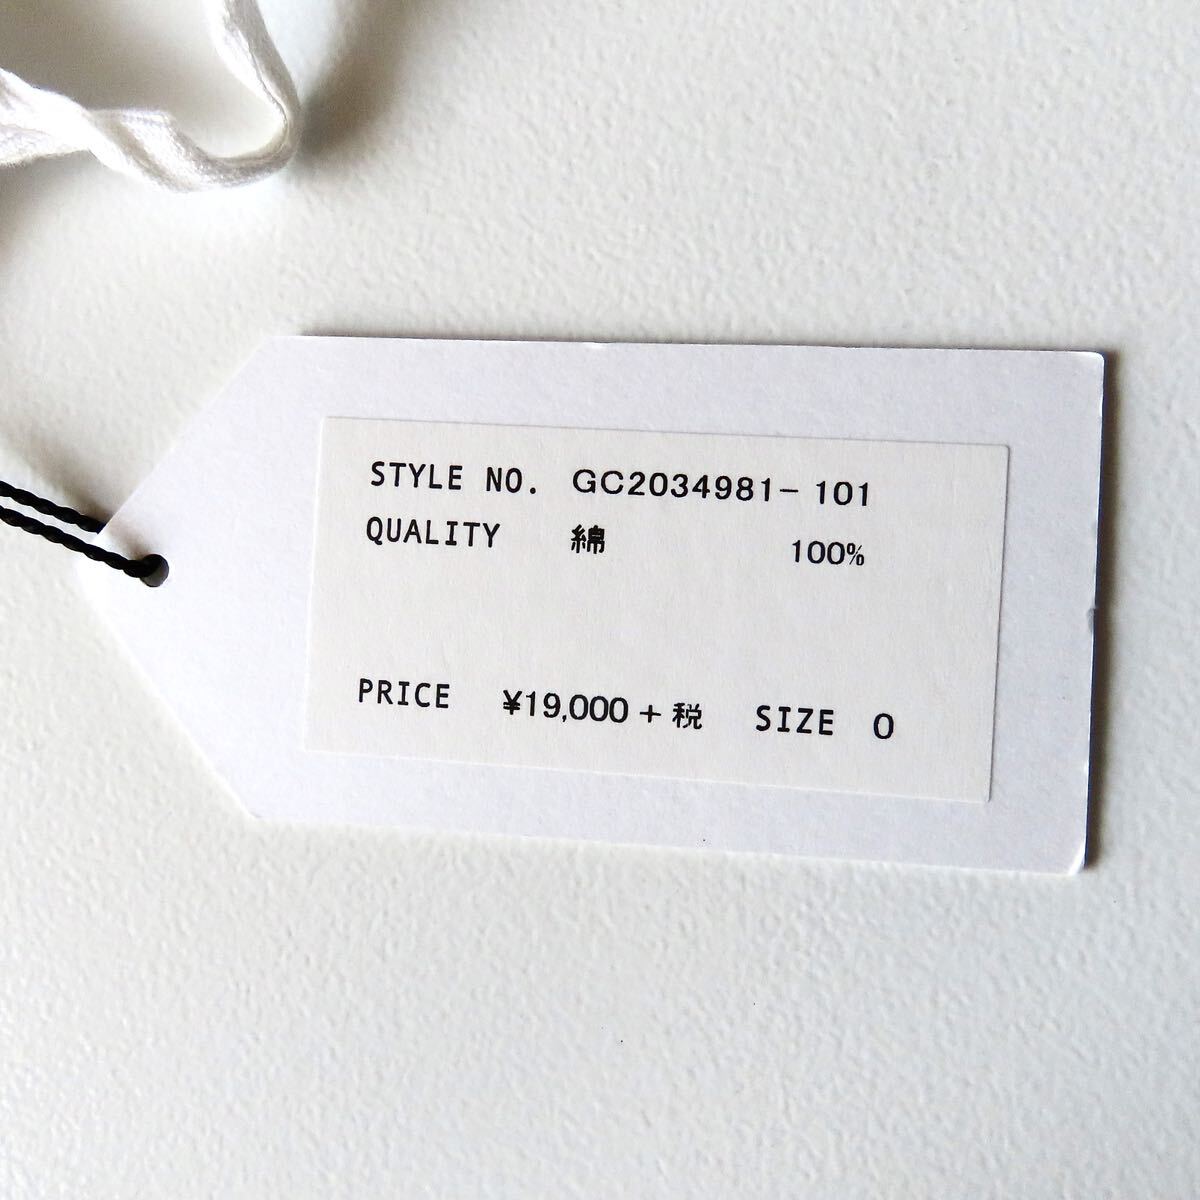 STYLE NO. GC2034981-101
QUALITY 綿 100%
PRICE ¥19,000+税 SIZE 0